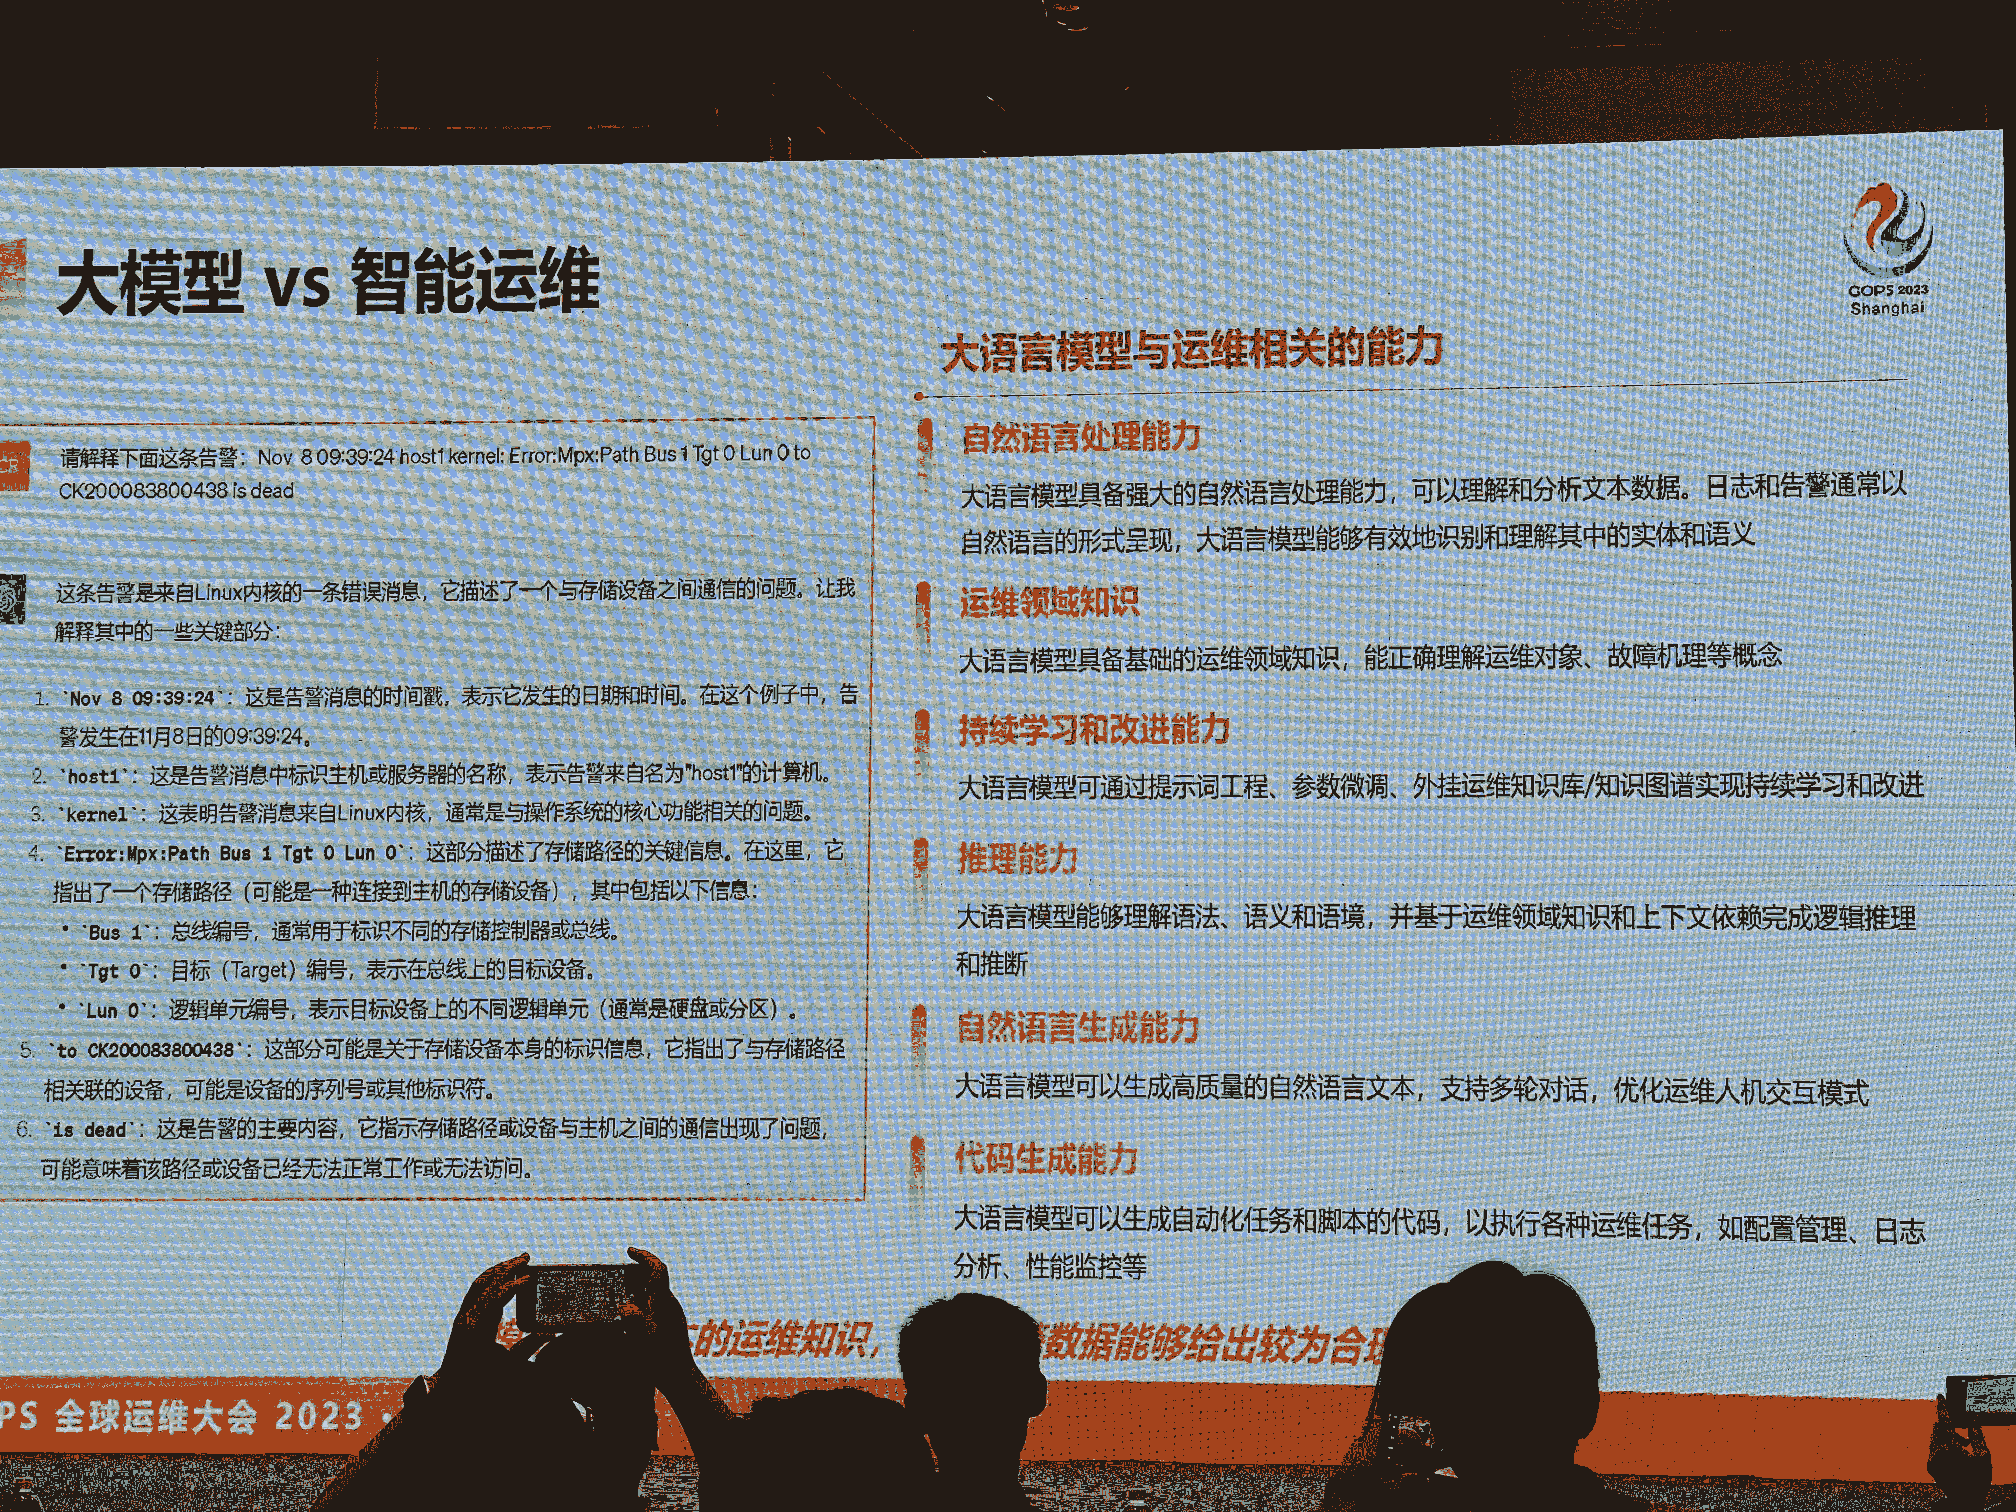 大模型 vs 智能运维
GOPS 2023
Shanghai
请解释下面这条告警：Nov 8 09:39:24 host1 kernel: Error:Mpx:Path Bus 1 Tgt 0 Lun 0 to
CK200083800438 is dead
这条告警是来自Linux内核的一条错误消息，它描述了一个与存储设备之间通信的问题。让我
解释其中的一些关键部分：
1. `Nov 8 09:39:24`：这是告警消息的时间戳，表示它发生的日期和时间。在这个例子中，告
警发生在11月8日的09:39:24。
2. `host1`：这是告警消息中标识主机或服务器的名称，表示告警来自名为"host1"的计算机。
3. `kernel`：这表明告警消息来自Linux内核，通常是与操作系统的核心功能相关的问题。
4. `Error:Mpx:Path Bus 1 Tgt 0 Lun 0`：这部分描述了存储路径的关键信息。在这里，它
指出了一个存储路径（可能是一种连接到主机的存储设备），其中包括以下信息：
• `Bus 1`：总线编号，通常用于标识不同的存储控制器或总线。
• `Tgt 0`：目标（Target）编号，表示在总线上的目标设备。
• `Lun 0`：逻辑单元编号，表示目标设备上的不同逻辑单元（通常是硬盘或分区）。
5. `to CK200083800438`：这部分可能是关于存储设备本身的标识信息，它指出了与存储路径
相关联的设备，可能是设备的序列号或其他标识符。
6. `is dead`：这是告警的主要内容，它指示存储路径或设备与主机之间的通信出现了问题，
可能意味着该路径或设备已经无法正常工作或无法访问。
大语言模型与运维相关的能力
自然语言处理能力
大语言模型具备强大的自然语言处理能力，可以理解和分析文本数据。日志和告警通常以
自然语言的形式呈现，大语言模型能够有效地识别和理解其中的实体和语义
运维领域知识
大语言模型具备基础的运维领域知识，能正确理解运维对象、故障机理等概念
持续学习和改进能力
大语言模型可通过提示词工程、参数微调、外挂运维知识库/知识图谱实现持续学习和改进
推理能力
大语言模型能够理解语法、语义和语境，并基于运维领域知识和上下文依赖完成逻辑推理
和推断
自然语言生成能力
大语言模型可以生成高质量的自然语言文本，支持多轮对话，优化运维人机交互模式
代码生成能力
大语言模型可以生成自动化任务和脚本的代码，以执行各种运维任务，如配置管理、日志
分析、性能监控等
的运维知识，数据能够给出较为合
PS 全球运维大会 2023 ·